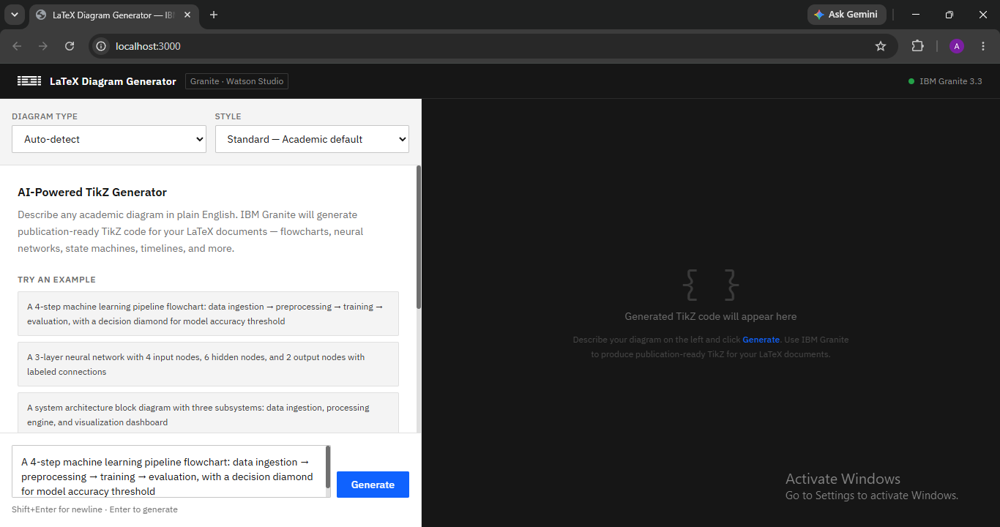 LaTeX Diagram Generator — IB
Ask Gemini
localhost:3000
A
IBM LaTeX Diagram Generator
Granite · Watson Studio
IBM Granite 3.3
DIAGRAM TYPE
STYLE
Auto-detect
Standard — Academic default
AI-Powered TikZ Generator
Describe any academic diagram in plain English. IBM Granite will generate
publication-ready TikZ code for your LaTeX documents — flowcharts, neural
networks, state machines, timelines, and more.
TRY AN EXAMPLE
A 4-step machine learning pipeline flowchart: data ingestion → preprocessing → training →
evaluation, with a decision diamond for model accuracy threshold
A 3-layer neural network with 4 input nodes, 6 hidden nodes, and 2 output nodes with
labeled connections
A system architecture block diagram with three subsystems: data ingestion, processing
engine, and visualization dashboard
A 4-step machine learning pipeline flowchart: data ingestion →
preprocessing → training → evaluation, with a decision diamond
for model accuracy threshold
Generate
Shift+Enter for newline · Enter to generate
{ }
Generated TikZ code will appear here
Describe your diagram on the left and click Generate. Use IBM Granite
to produce publication-ready TikZ for your LaTeX documents.
Activate Windows
Go to Settings to activate Windows.